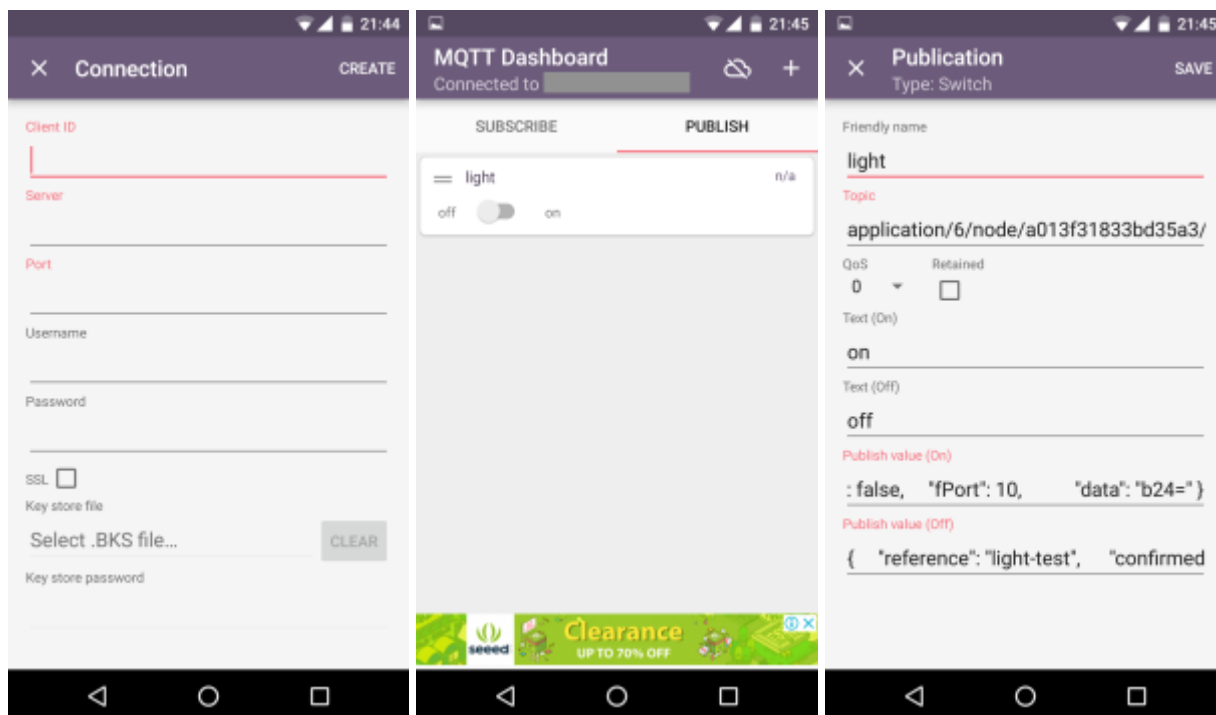 21:44
Connection CREATE
Client ID
Server
Port
Username
Password
SSL
Key store file
Select .BKS file... CLEAR
Key store password
21:45
MQTT Dashboard
Connected to
SUBSCRIBE PUBLISH
light n/a
off on
seeed Clearance
UP TO 70% OFF
21:45
Publication SAVE
Type: Switch
Friendly name
light
Topic
application/6/node/a013f31833bd35a3/
QoS Retained
0
Text (On)
on
Text (Off)
off
Publish value (On)
: false, "fPort": 10, "data": "b24=" }
Publish value (Off)
{ "reference": "light-test", "confirmed